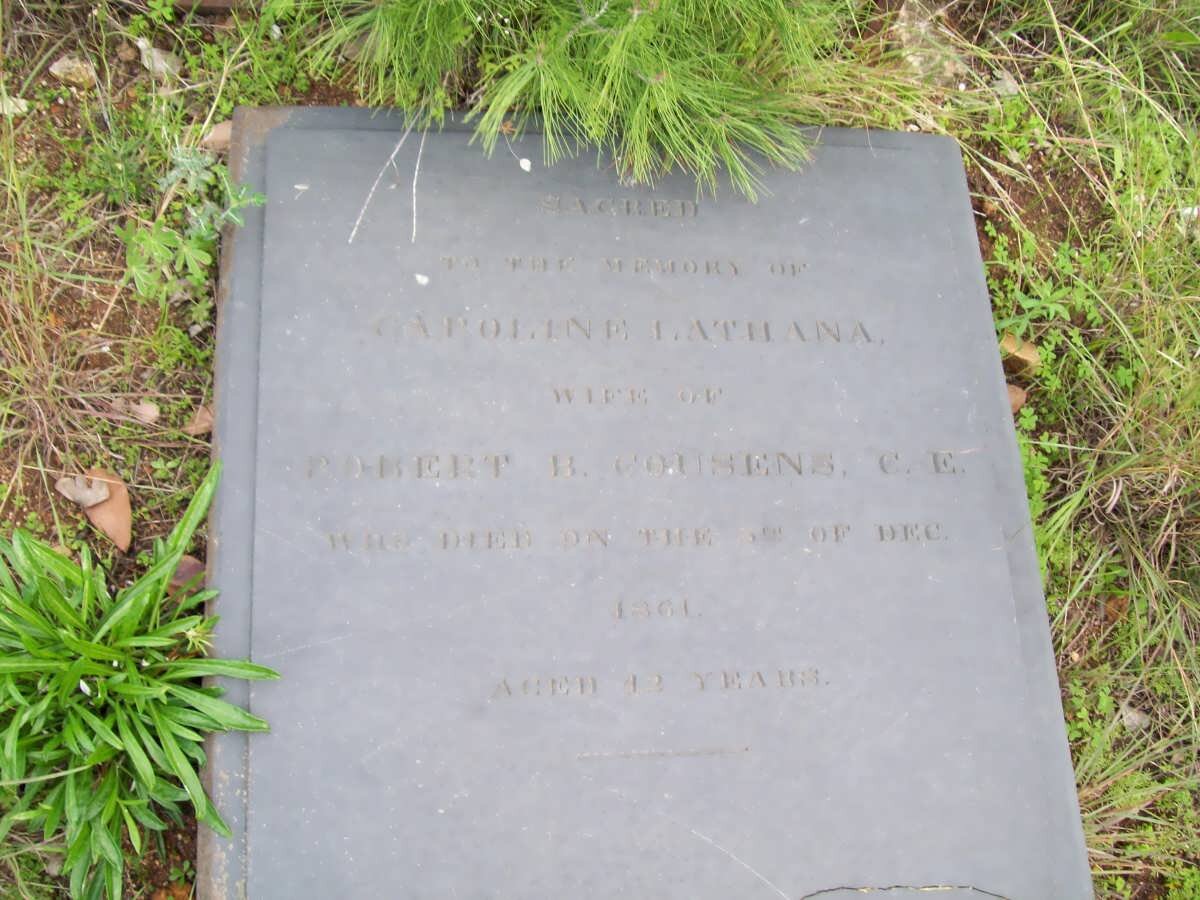 SACRED
TO THE MEMORY OF
CAROLINE LATHANA,
WIFE OF
ROBERT B. COUSENS, C. E.
WHO DIED ON THE 5TH OF DEC.
1861.
AGED 42 YEARS.